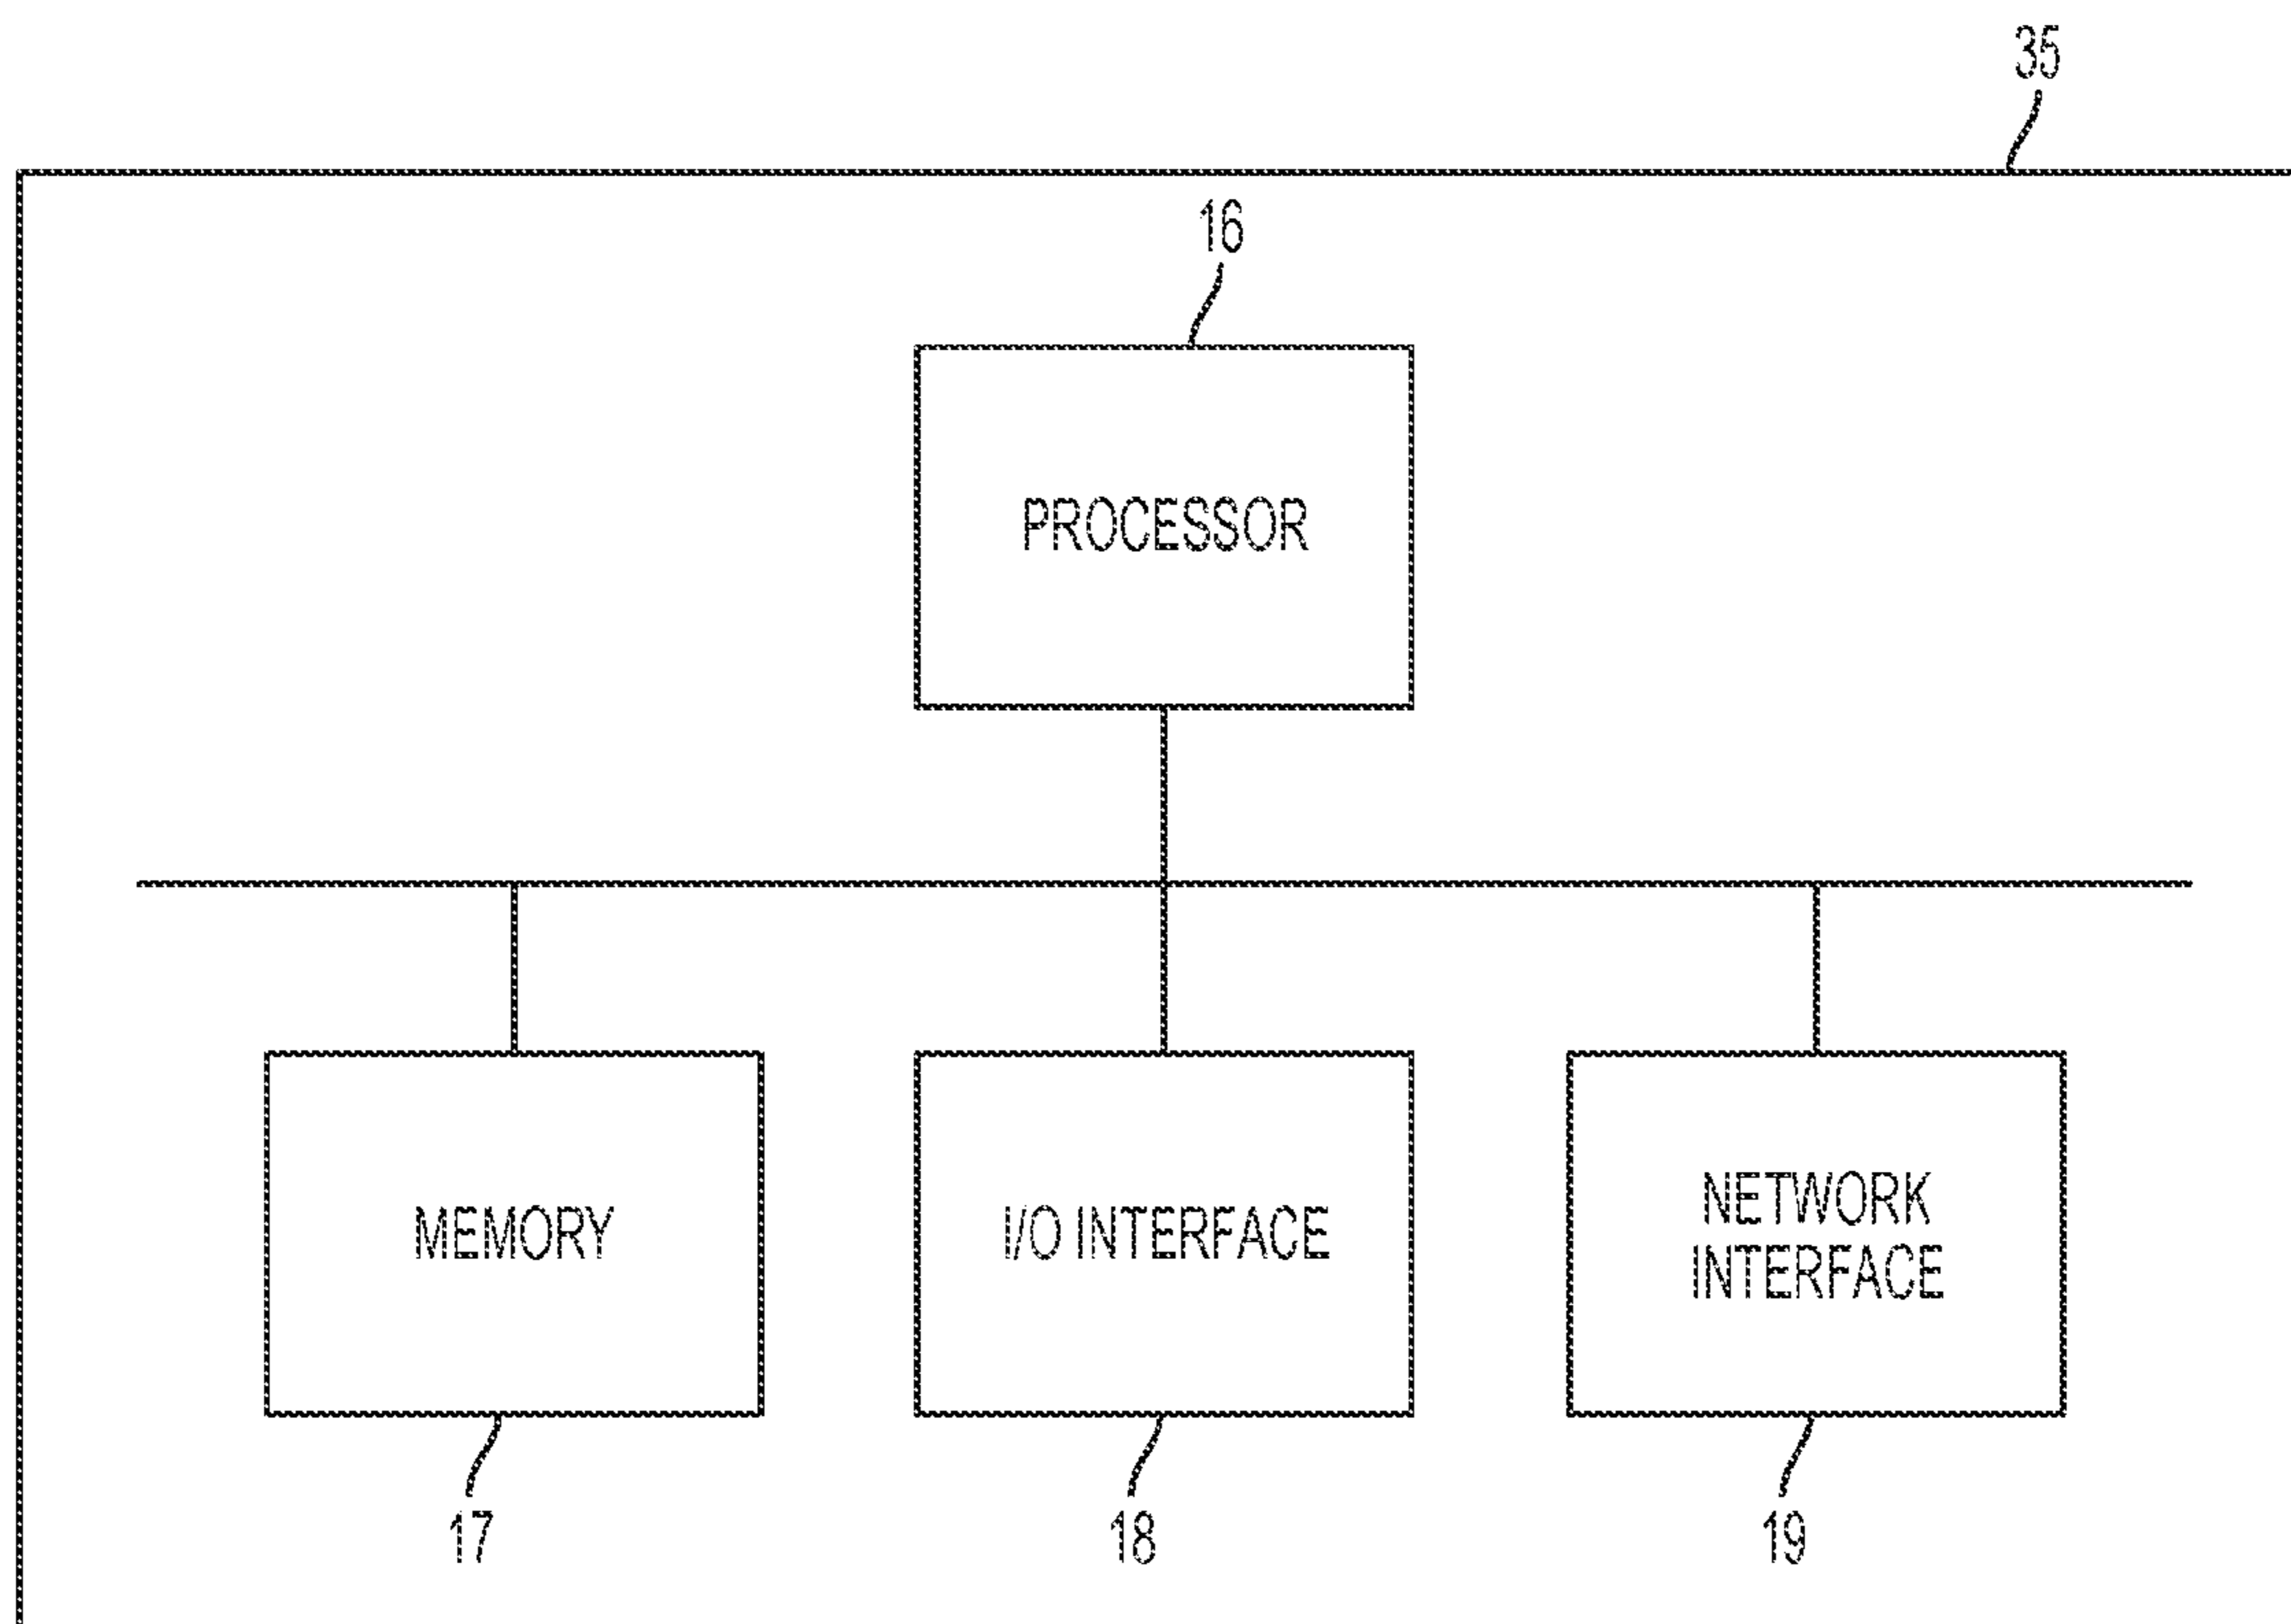 35
16
PROCESSOR
MEMORY
I/O INTERFACE
NETWORK
INTERFACE
17
18
19